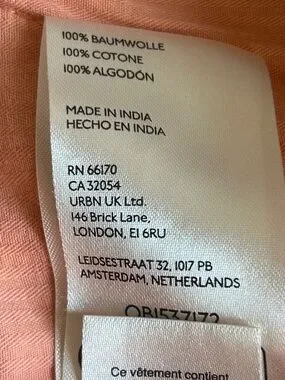 100% BAUMWOLLE
100% COTONE
100% ALGODÓN
MADE IN INDIA
HECHO EN INDIA
RN 66170
CA 32054
URBN UK Ltd.
146 Brick Lane,
LONDON, E1 6RU
LEIDSESTRAAT 32, 1017 PB
AMSTERDAM, NETHERLANDS
Ce vêtement contient